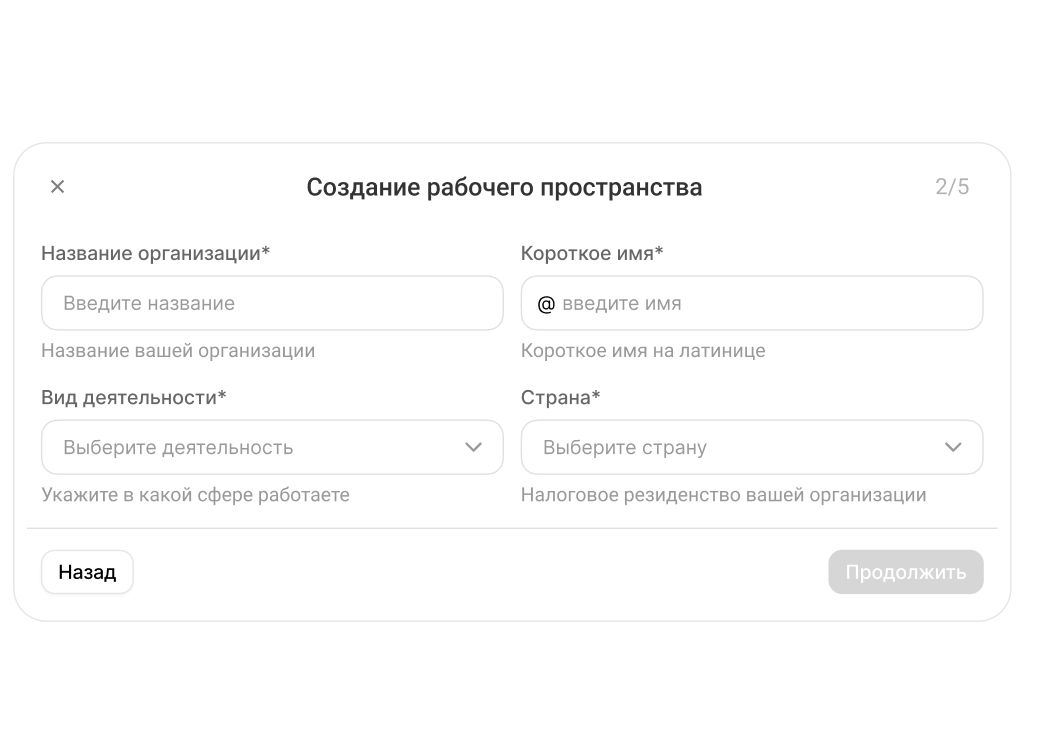 Создание рабочего пространства
2/5
Название организации*
Короткое имя*
Введите название
@ введите имя
Название вашей организации
Короткое имя на латинице
Вид деятельности*
Страна*
Выберите деятельность
Выберите страну
Укажите в какой сфере работаете
Налоговое резиденство вашей организации
Назад
Продолжить